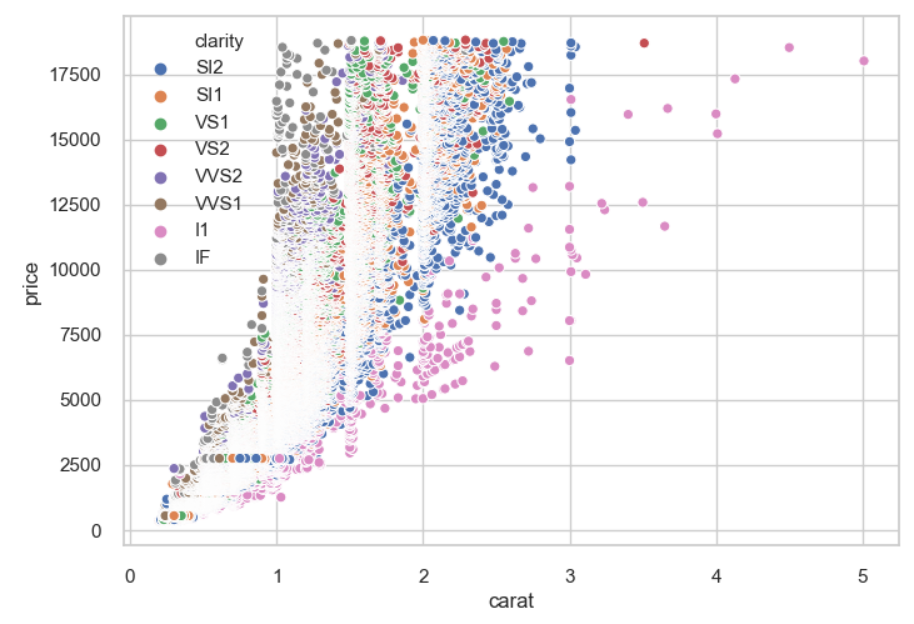 clarity
SI2
SI1
VS1
VS2
VVS2
VVS1
I1
IF
17500
15000
12500
10000
7500
5000
2500
0
price
0 1 2 3 4 5
carat